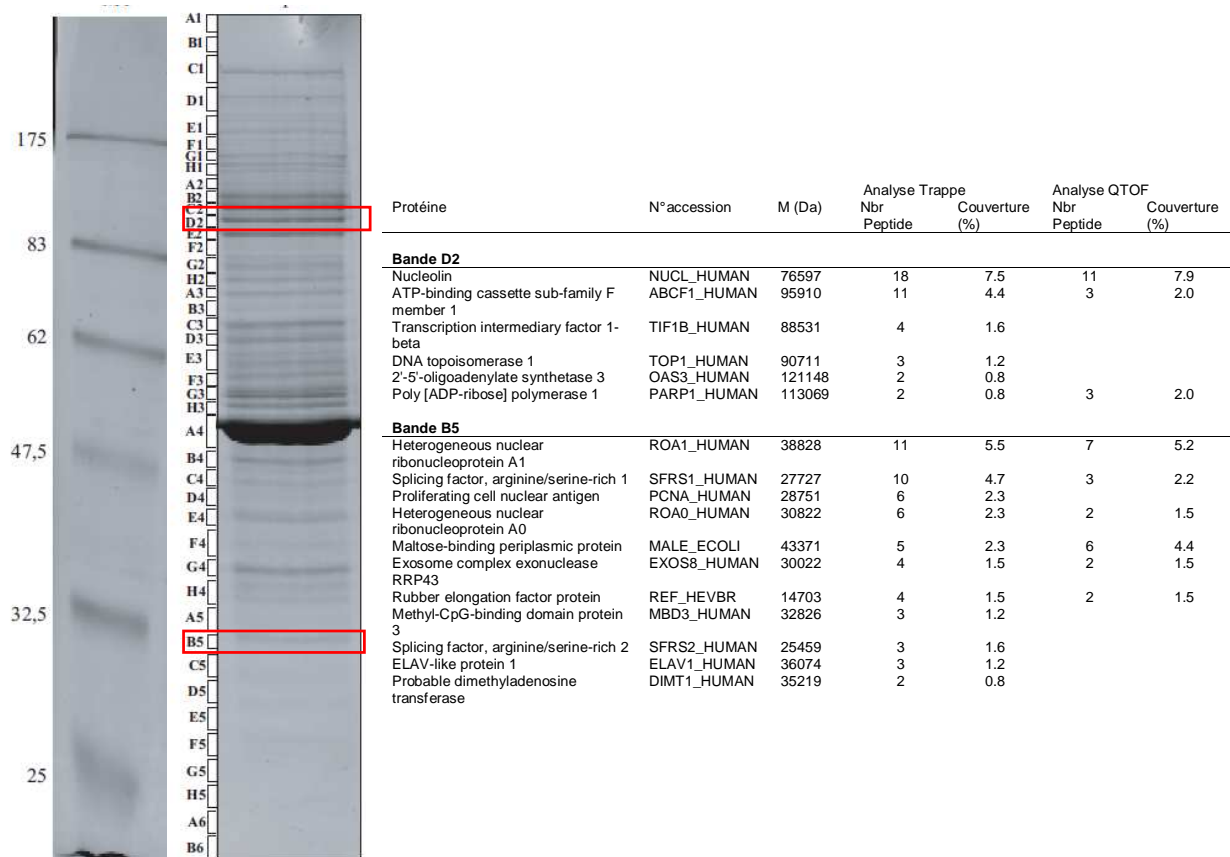 A1
B1
C1
D1
E1
F1
G1
H1
A2
B2
C2
D2
E2
F2
G2
H2
A3
B3
C3
D3
E3
F3
G3
H3
A4
B4
C4
D4
E4
F4
G4
H4
A5
B5
C5
D5
E5
F5
G5
H5
A6
B6
175
83
62
47,5
32,5
25
Analyse Trappe Analyse QTOF
Protéine N°accession M (Da) Nbr Couverture Nbr Couverture
Peptide (%) Peptide (%)
Bande D2
Nucleolin NUCL_HUMAN 76597 18 7.5 11 7.9
ATP-binding cassette sub-family F ABCF1_HUMAN 95910 11 4.4 3 2.0
member 1
Transcription intermediary factor 1- TIF1B_HUMAN 88531 4 1.6
beta
DNA topoisomerase 1 TOP1_HUMAN 90711 3 1.2
2'-5'-oligoadenylate synthetase 3 OAS3_HUMAN 121148 2 0.8
Poly [ADP-ribose] polymerase 1 PARP1_HUMAN 113069 2 0.8 3 2.0
Bande B5
Heterogeneous nuclear ROA1_HUMAN 38828 11 5.5 7 5.2
ribonucleoprotein A1
Splicing factor, arginine/serine-rich 1 SFRS1_HUMAN 27727 10 4.7 3 2.2
Proliferating cell nuclear antigen PCNA_HUMAN 28751 6 2.3
Heterogeneous nuclear ROA0_HUMAN 30822 6 2.3 2 1.5
ribonucleoprotein A0
Maltose-binding periplasmic protein MALE_ECOLI 43371 5 2.3 6 4.4
Exosome complex exonuclease EXOS8_HUMAN 30022 4 1.5 2 1.5
RRP43
Rubber elongation factor protein REF_HEVBR 14703 4 1.5 2 1.5
Methyl-CpG-binding domain protein MBD3_HUMAN 32826 3 1.2
3
Splicing factor, arginine/serine-rich 2 SFRS2_HUMAN 25459 3 1.6
ELAV-like protein 1 ELAV1_HUMAN 36074 3 1.2
Probable dimethyladenosine DIMT1_HUMAN 35219 2 0.8
transferase